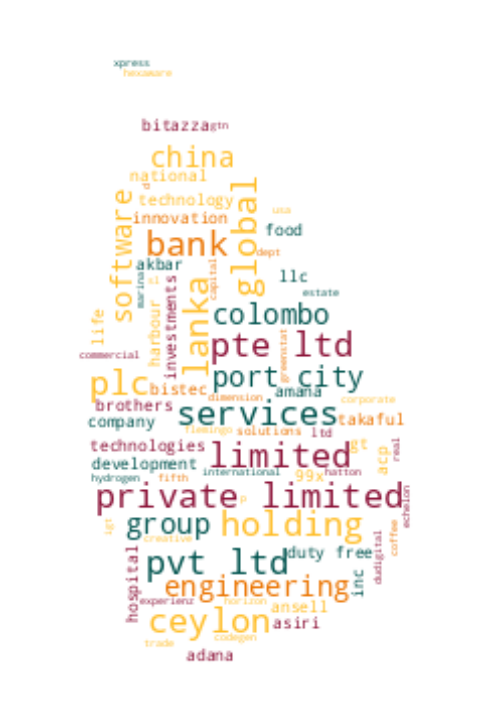 xpress
hexaware
bitazza
gtn
china
national
d
technology
software
global
usa
innovation
food
bank
dept
akbar
capital
llc
sl
marina
estate
investments
lanka
harbour
colombo
life
pte ltd
greenstat
commercial
port city
plc
bistec
amana
dimension
corporate
brothers
services
company
takaful
flamingo
solutions
ltd
technologies
limited
gt
real
acp
development
international
hatton
hydrogen
fifth
99x
private limited
p
echelon
group
holding
igt
creative
coffee
pvt ltd
duty free
dudigital
hospital
engineering
inc
experienz
horizon
ansell
ceylon
asiri
codegen
trade
adana